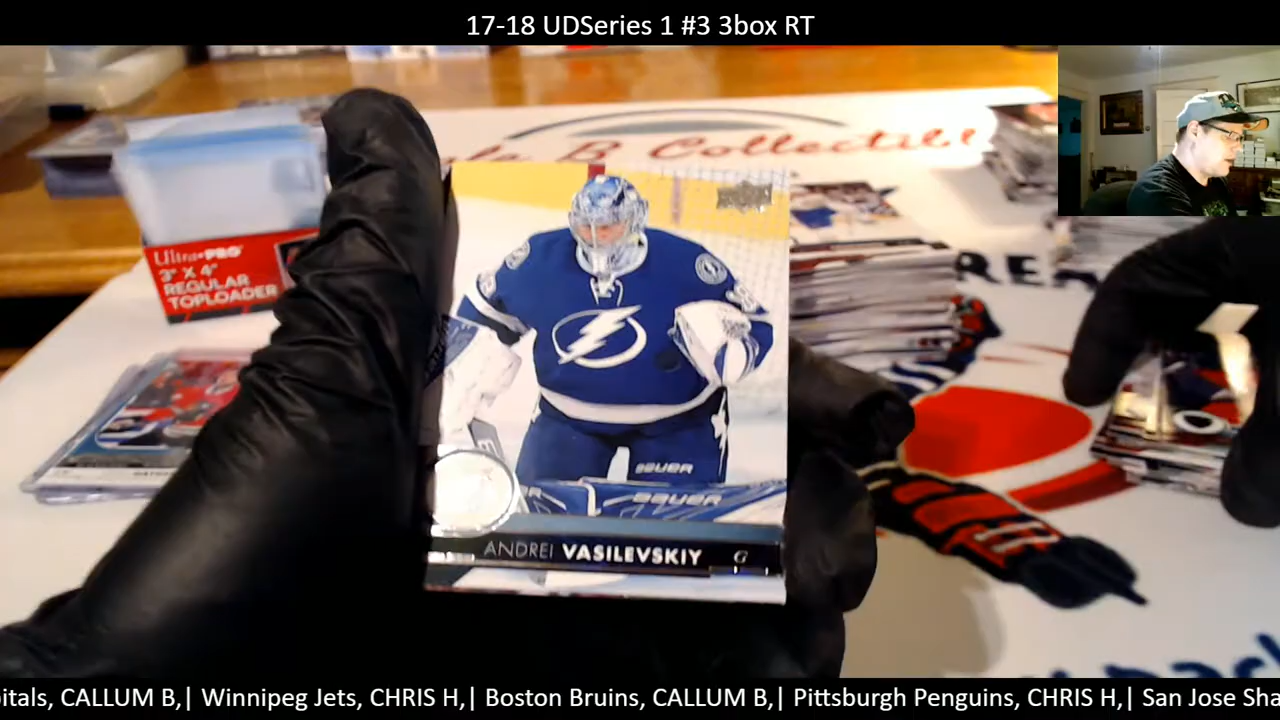 17-18 UDSeries 1 #3 3box RT
B Collectibl
Ultra•PRO
3" X 4"
REGULAR
TOPLOADER
BAUER
BAUER
ANDREI VASILEVSKIY G
itals, CALLUM B,| Winnipeg Jets, CHRIS H,| Boston Bruins, CALLUM B,| Pittsburgh Penguins, CHRIS H,| San Jose Sha